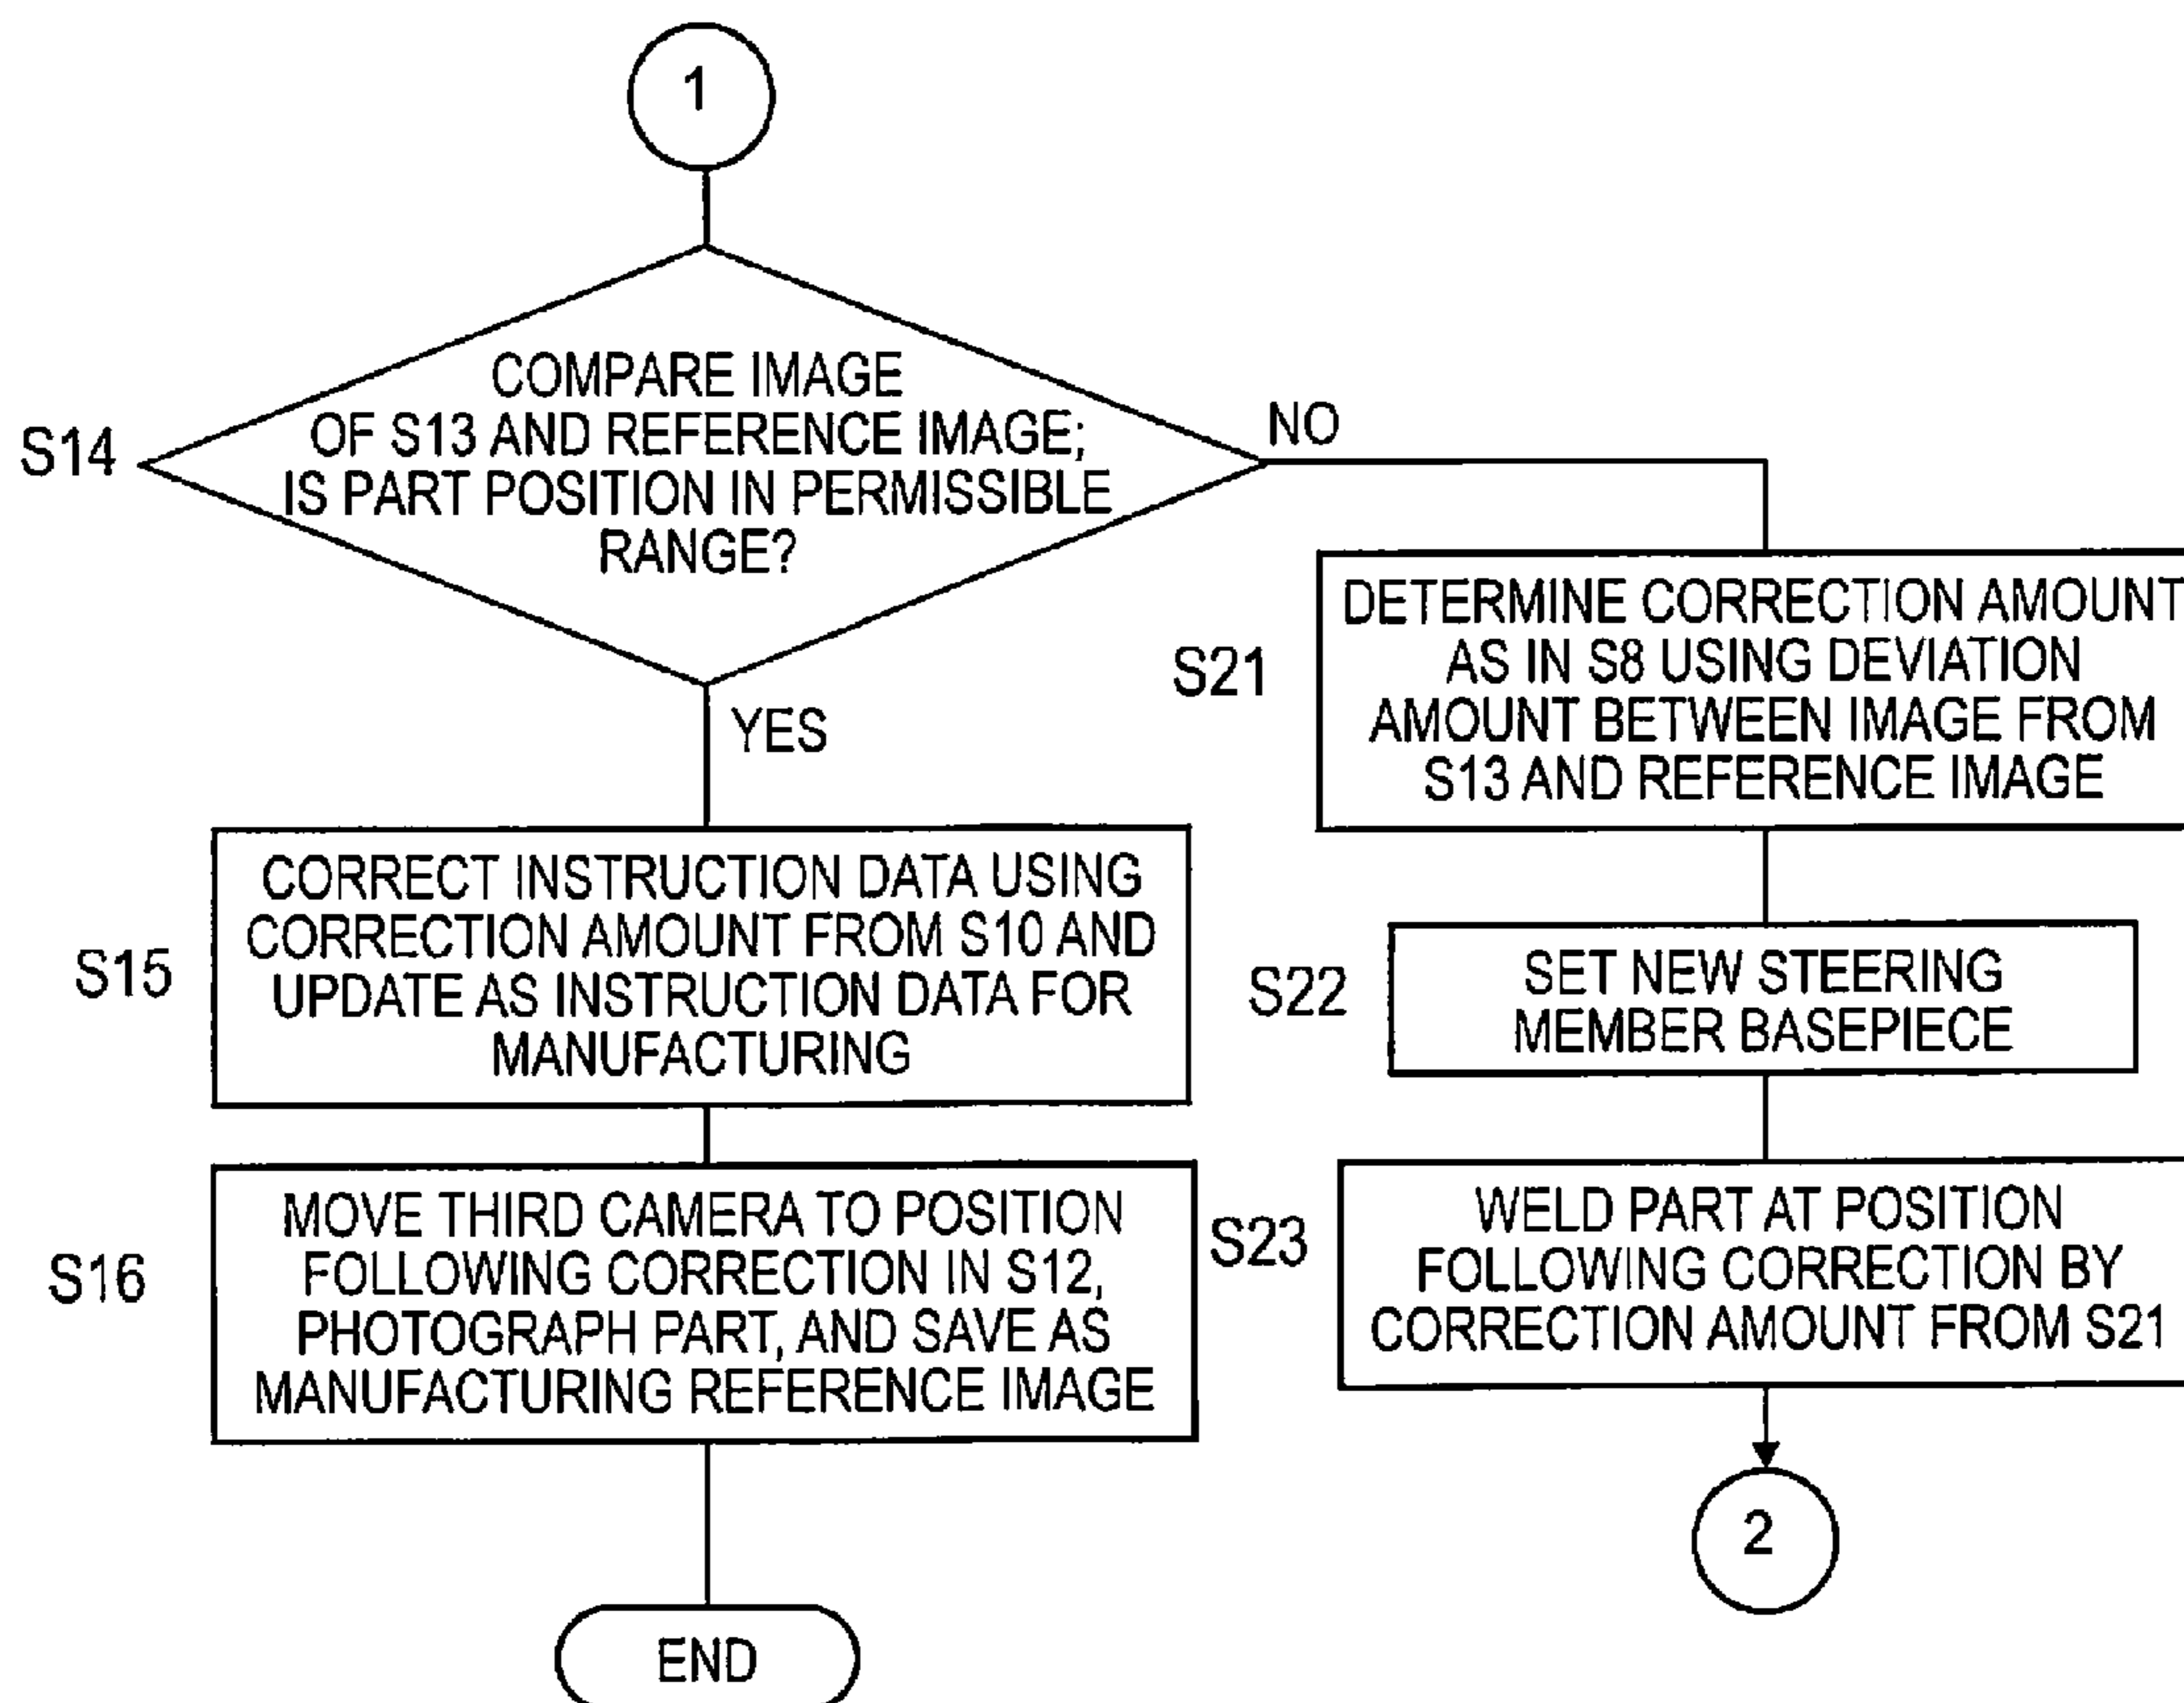 1
S14
COMPARE IMAGE
OF S13 AND REFERENCE IMAGE;
IS PART POSITION IN PERMISSIBLE
RANGE?
NO
YES
S15
CORRECT INSTRUCTION DATA USING
CORRECTION AMOUNT FROM S10 AND
UPDATE AS INSTRUCTION DATA FOR
MANUFACTURING
S16
MOVE THIRD CAMERA TO POSITION
FOLLOWING CORRECTION IN S12,
PHOTOGRAPH PART, AND SAVE AS
MANUFACTURING REFERENCE IMAGE
END
S21
DETERMINE CORRECTION AMOUNT
AS IN S8 USING DEVIATION
AMOUNT BETWEEN IMAGE FROM
S13 AND REFERENCE IMAGE
S22
SET NEW STEERING
MEMBER BASEPIECE
S23
WELD PART AT POSITION
FOLLOWING CORRECTION BY
CORRECTION AMOUNT FROM S21
2